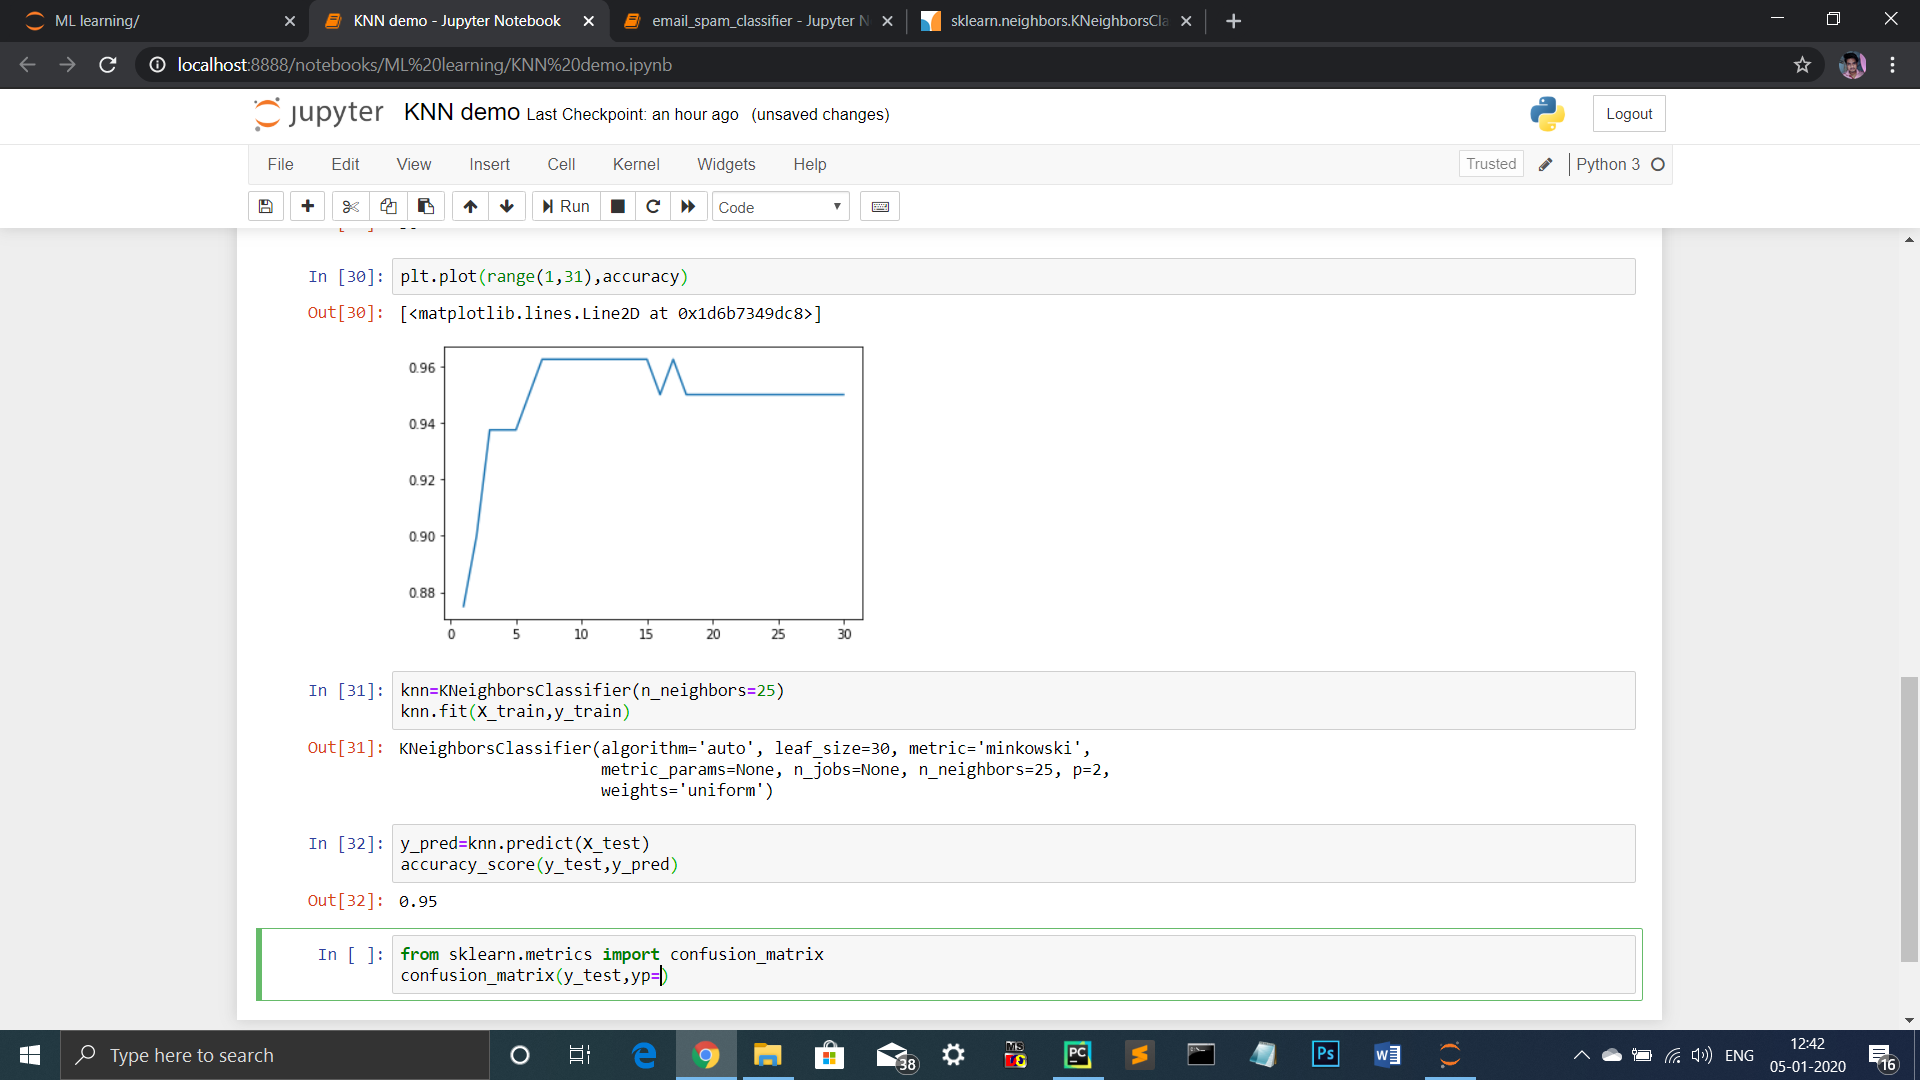 ML learning/
KNN demo - Jupyter Notebook
email_spam_classifier - Jupyter N
sklearn.neighbors.KNeighborsCla
localhost:8888/notebooks/ML%20learning/KNN%20demo.ipynb
jupyter KNN demo Last Checkpoint: an hour ago (unsaved changes)
Logout
File Edit View Insert Cell Kernel Widgets Help
Trusted Python 3
Run Code
In [30]: plt.plot(range(1,31),accuracy)
Out[30]: [<matplotlib.lines.Line2D at 0x1d6b7349dc8>]
0.96
0.94
0.92
0.90
0.88
0 5 10 15 20 25 30
In [31]: knn=KNeighborsClassifier(n_neighbors=25)
knn.fit(X_train,y_train)
Out[31]: KNeighborsClassifier(algorithm='auto', leaf_size=30, metric='minkowski',
metric_params=None, n_jobs=None, n_neighbors=25, p=2,
weights='uniform')
In [32]: y_pred=knn.predict(X_test)
accuracy_score(y_test,y_pred)
Out[32]: 0.95
In [ ]: from sklearn.metrics import confusion_matrix
confusion_matrix(y_test,yp=)
Type here to search
38
MS
PC
Ps
W
ENG
12:42
05-01-2020
16